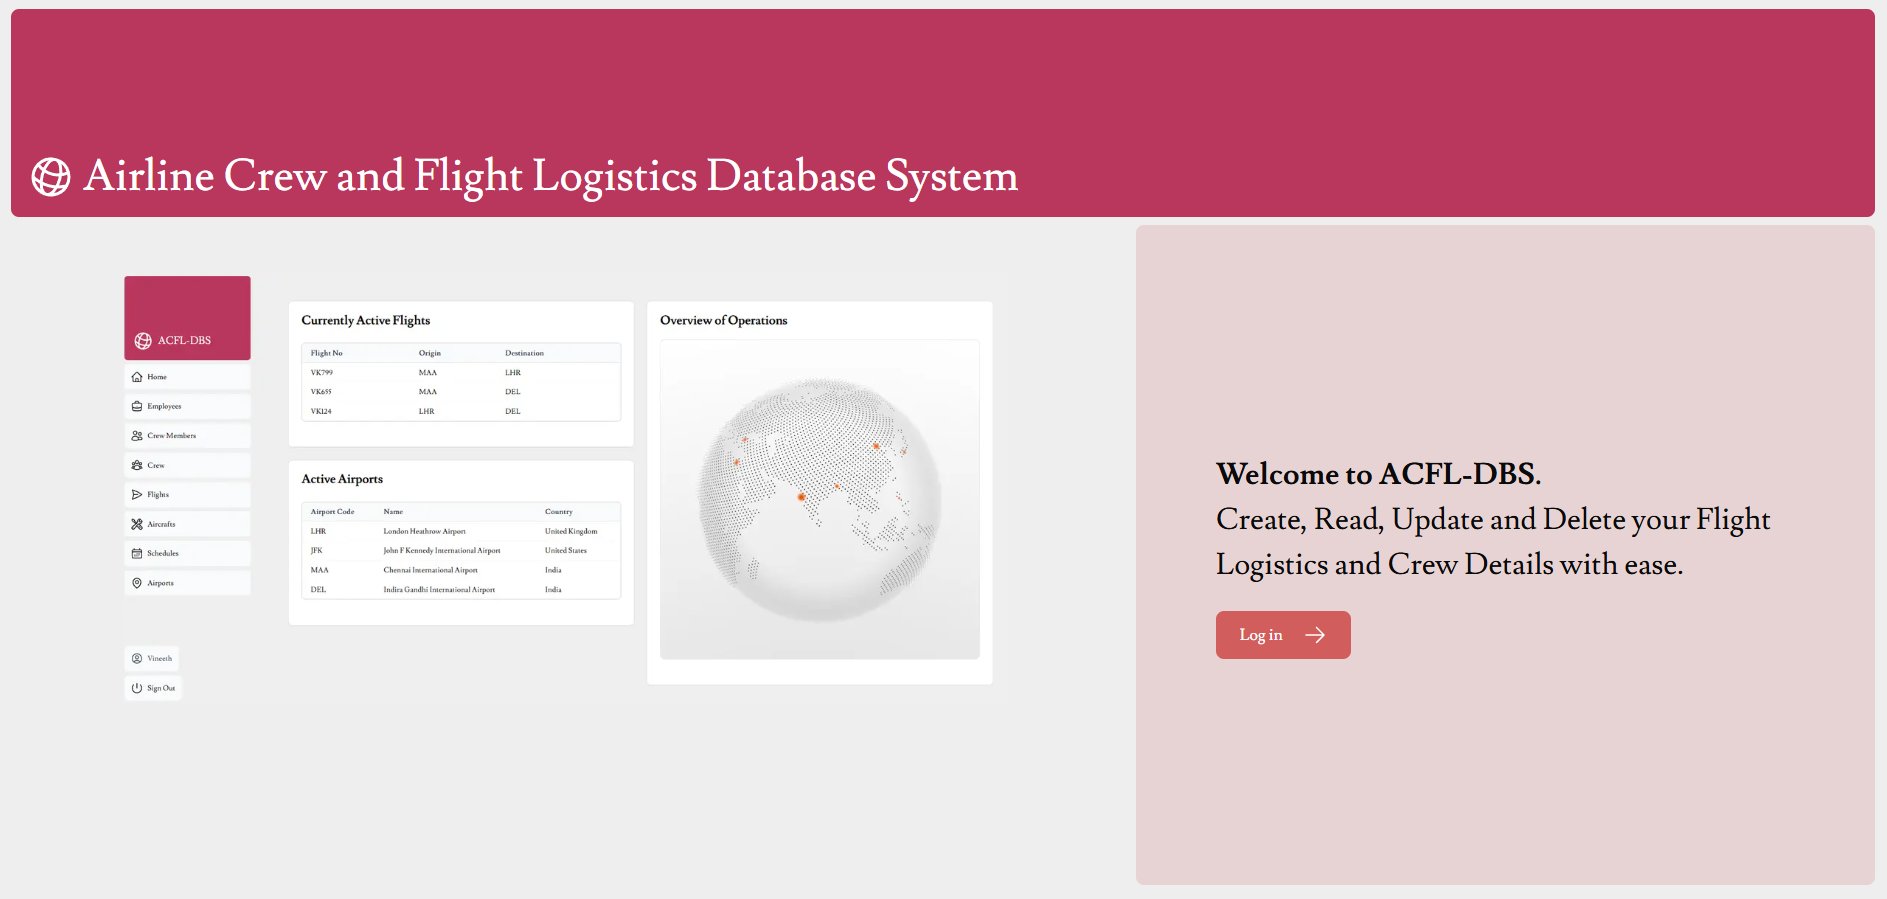 Airline Crew and Flight Logistics Database System
ACFL-DBS
Home
Employees
Crew Members
Crew
Flights
Aircrafts
Schedules
Airports
Vineeth
Sign Out
Currently Active Flights
Flight No Origin Destination
VK799 MAA LHR
VK655 MAA DEL
VK124 LHR DEL
Active Airports
Airport Code Name Country
LHR London Heathrow Airport United Kingdom
JFK John F Kennedy International Airport United States
MAA Chennai International Airport India
DEL Indira Gandhi International Airport India
Overview of Operations
Welcome to ACFL-DBS.
Create, Read, Update and Delete your Flight
Logistics and Crew Details with ease.
Log in